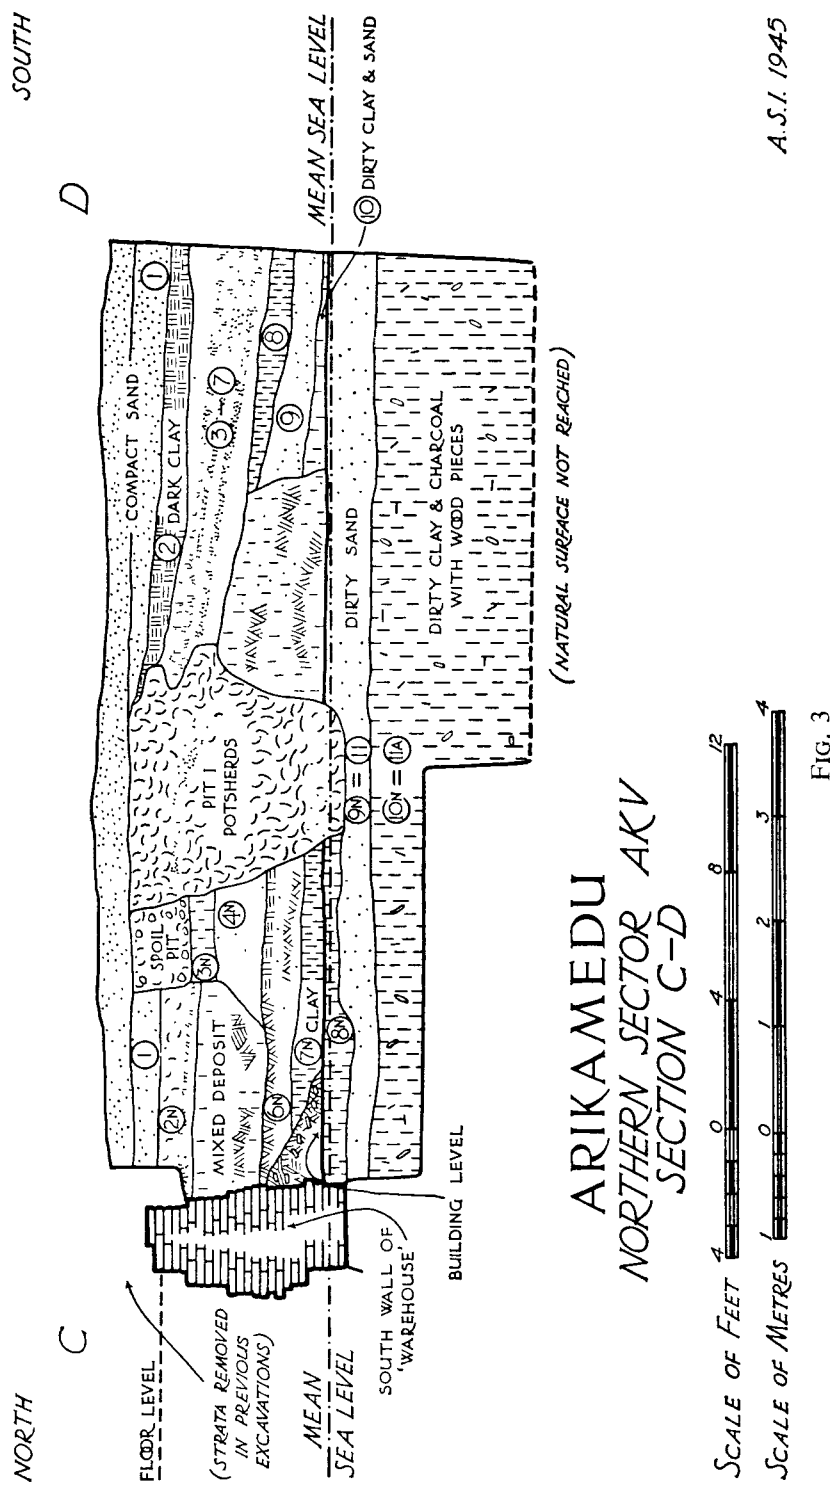 NORTH
SOUTH
C
D
FLOOR LEVEL
(STRATA REMOVED
IN PREVIOUS
EXCAVATIONS)
MEAN
SEA LEVEL
SOUTH WALL OF
'WAREHOUSE'
BUILDING LEVEL
1
2N
MIXED DEPOSIT
6N
7N CLAY
8N
SPOIL
PIT
3N
4N
PIT 1
POTSHERDS
9N = 11
10N = 11A
COMPACT SAND
1
2 DARK CLAY
3-7
8
9
DIRTY SAND
DIRTY CLAY & CHARCOAL
WITH WOOD PIECES
MEAN SEA LEVEL
10 DIRTY CLAY & SAND
(NATURAL SURFACE NOT REACHED)
ARIKAMEDU
NORTHERN SECTOR AKV
SECTION C-D
SCALE OF FEET
4 0 4 8 12
SCALE OF METRES
1 0 1 2 3 4
A.S.I. 1945
FIG. 3